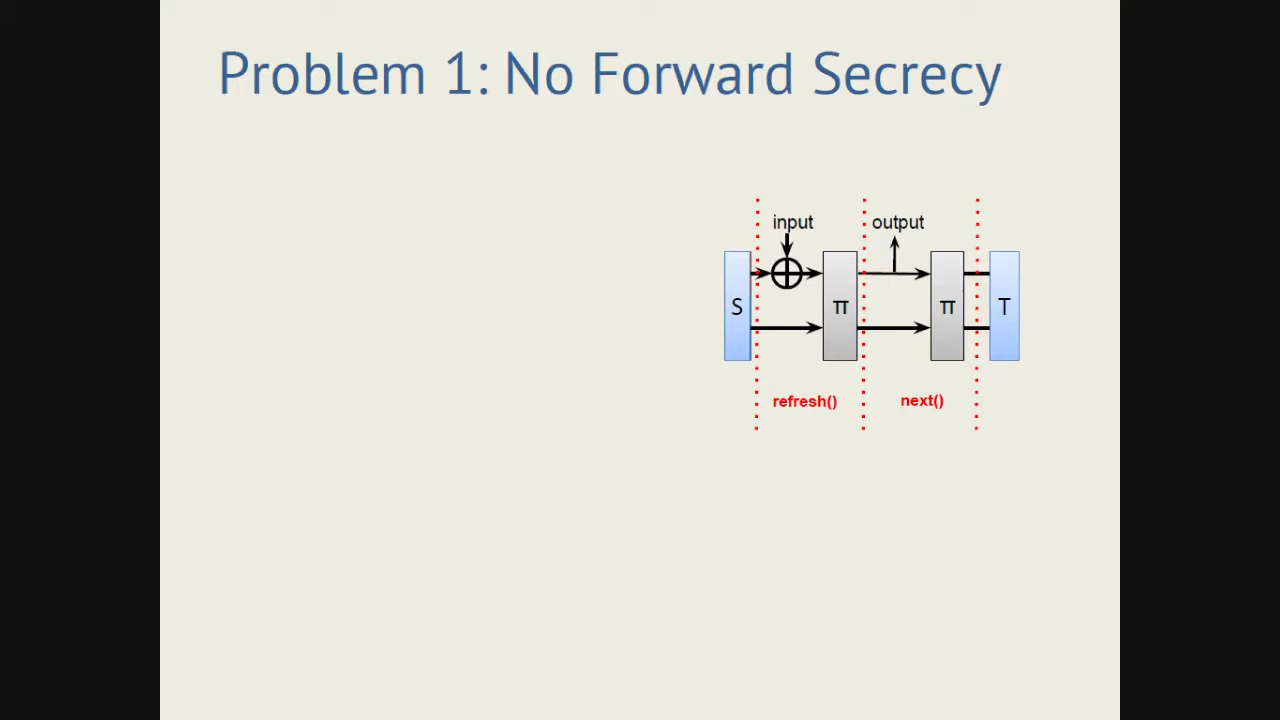 Problem 1: No Forward Secrecy
input output
S π π T
refresh() next()